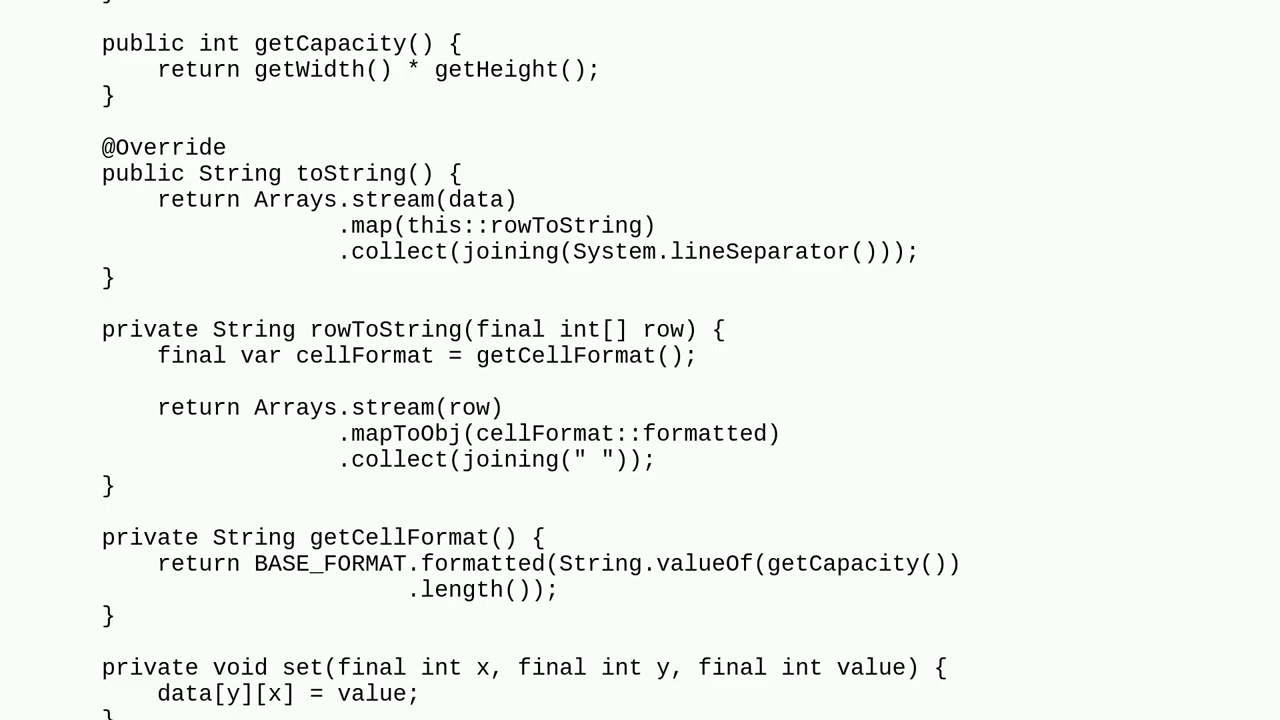 }
public int getCapacity() {
    return getWidth() * getHeight();
}
@Override
public String toString() {
    return Arrays.stream(data)
                 .map(this::rowToString)
                 .collect(joining(System.lineSeparator()));
}
private String rowToString(final int[] row) {
    final var cellFormat = getCellFormat();
    return Arrays.stream(row)
                 .mapToObj(cellFormat::formatted)
                 .collect(joining(" "));
}
private String getCellFormat() {
    return BASE_FORMAT.formatted(String.valueOf(getCapacity())
                      .length());
}
private void set(final int x, final int y, final int value) {
    data[y][x] = value;
}